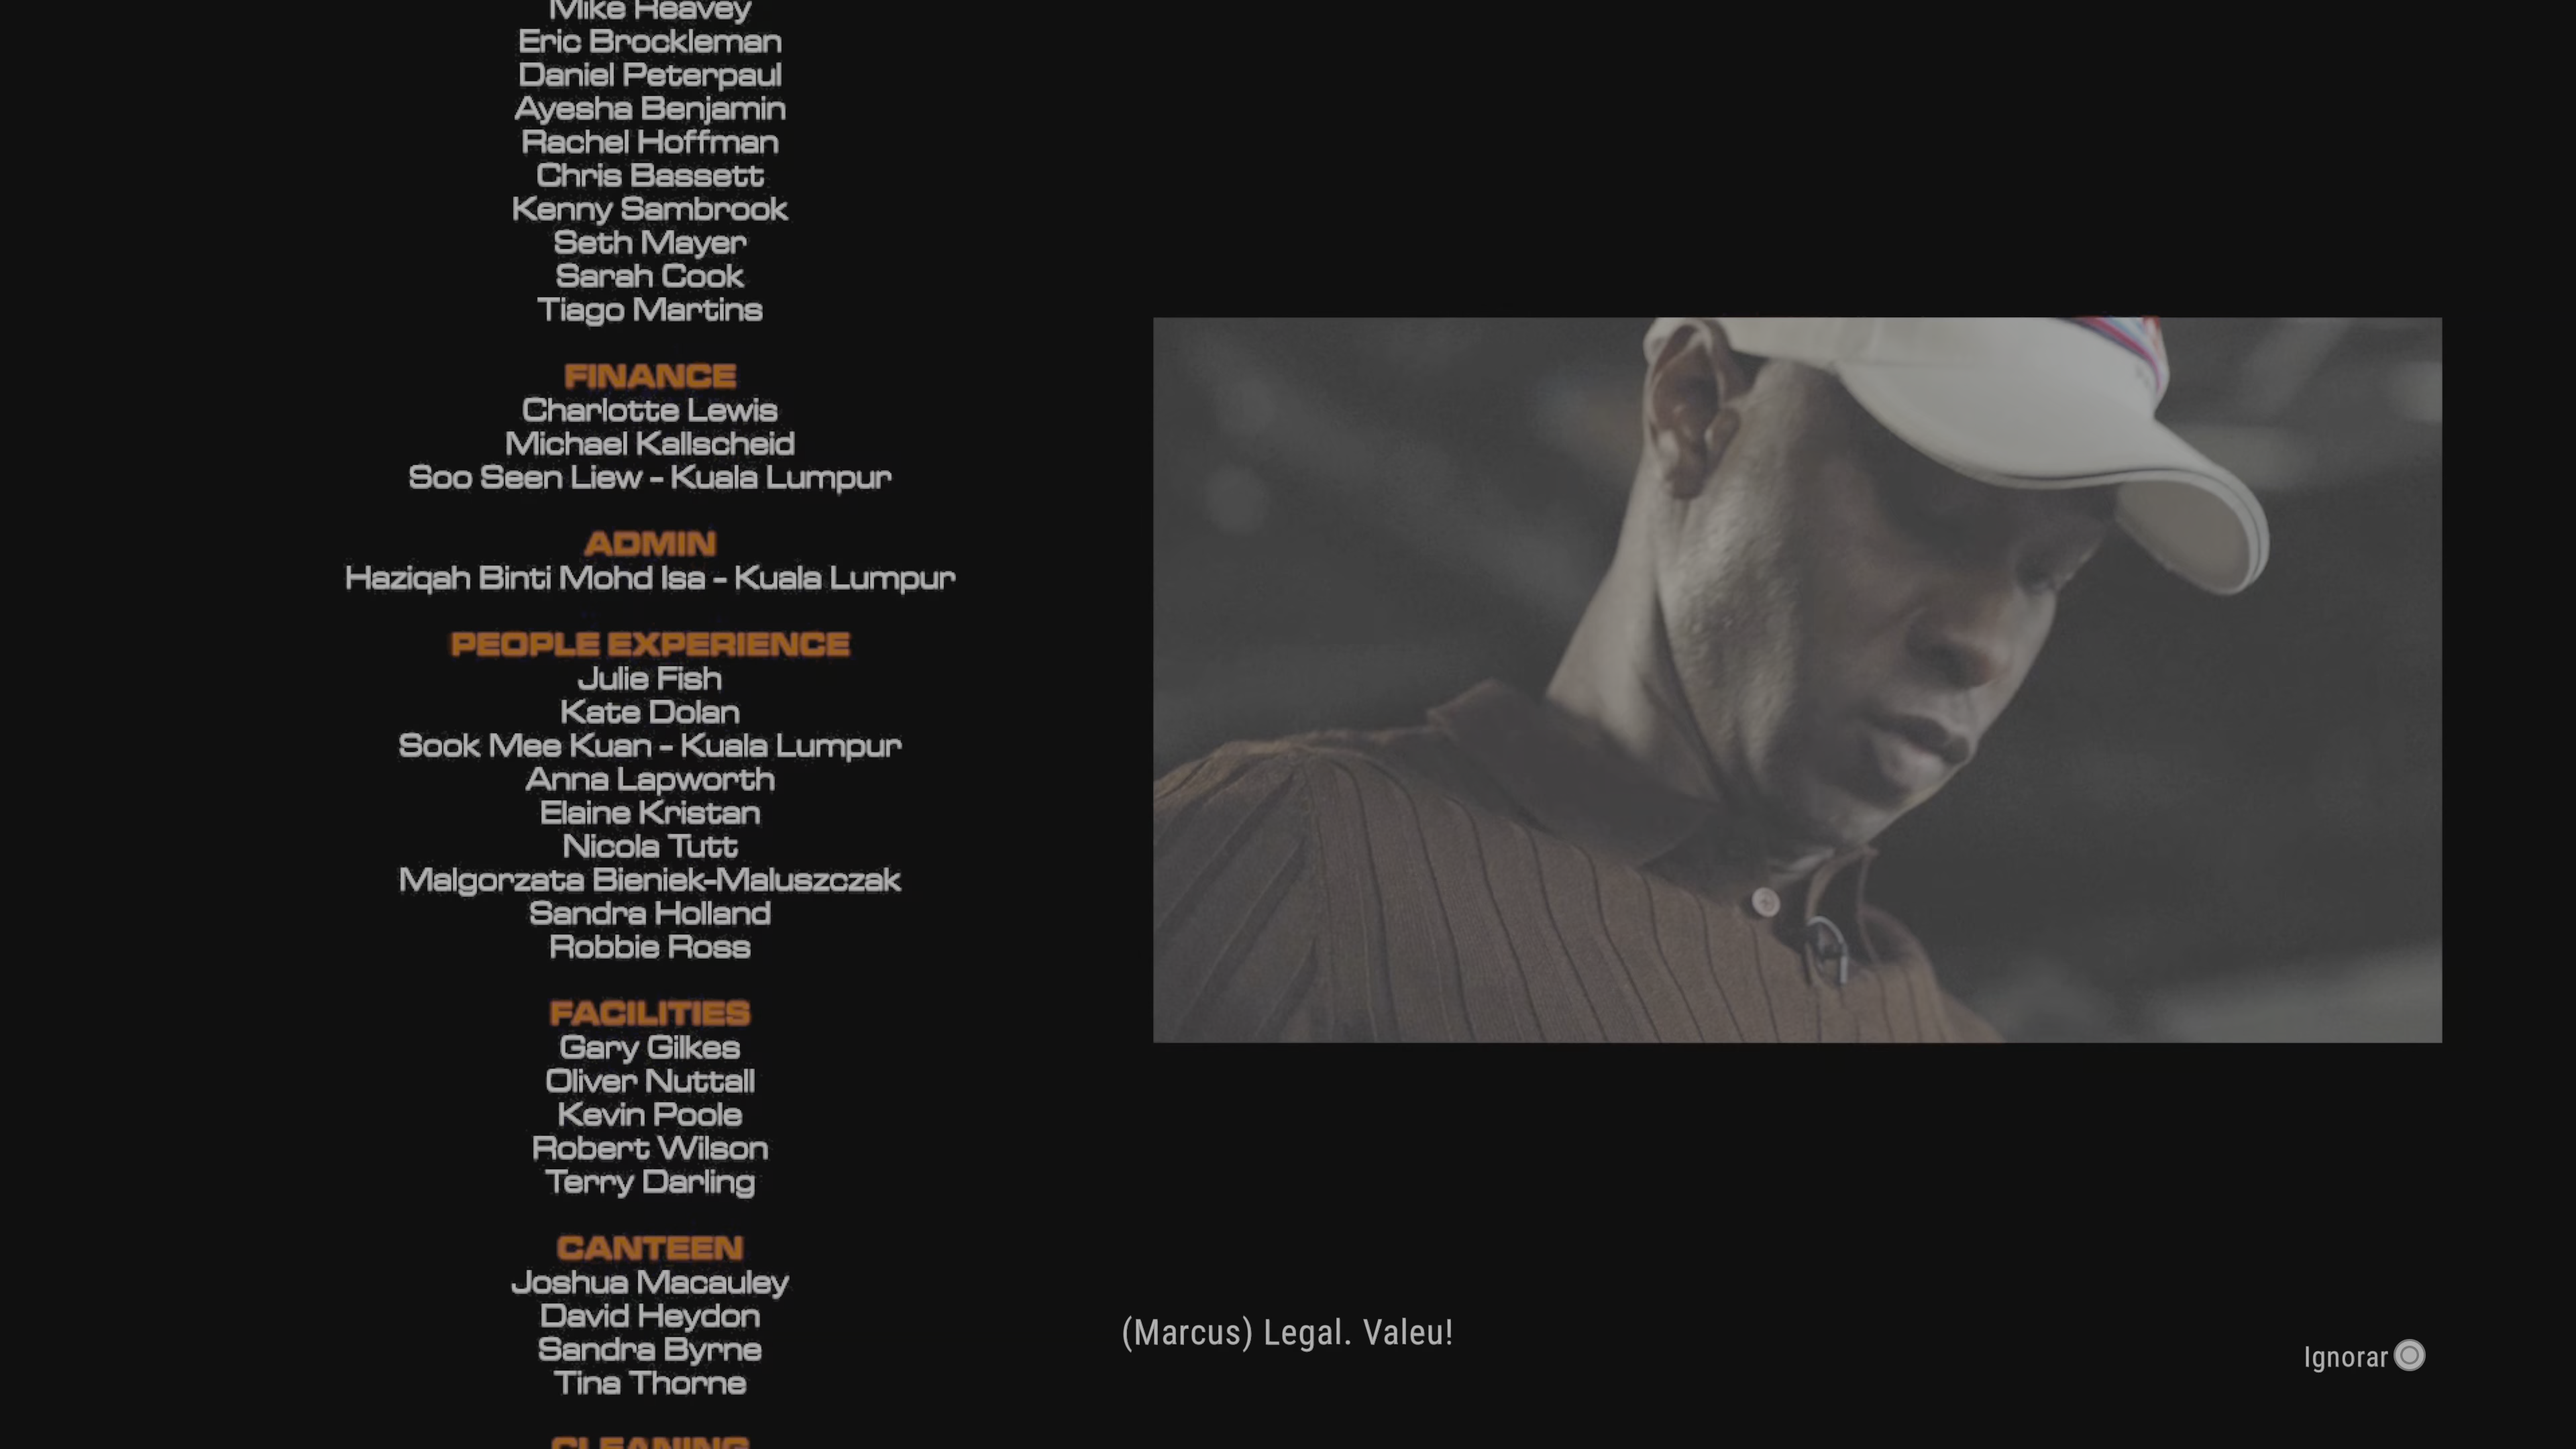 Mike Reavey
Eric Brockleman
Daniel Peterpaul
Ayesha Benjamin
Rachel Hoffman
Chris Bassett
Kenny Sambrook
Seth Mayer
Sarah Cook
Tiago Martins
FINANCE
Charlotte Lewis
Michael Kallscheid
Soo Seen Liew - Kuala Lumpur
ADMIN
Haziqah Binti Mohd Isa - Kuala Lumpur
PEOPLE EXPERIENCE
Julie Fish
Kate Dolan
Sook Mee Kuan - Kuala Lumpur
Anna Lapworth
Elaine Kristan
Nicola Tutt
Malgorzata Bieniek-Maluszczak
Sandra Holland
Robbie Ross
FACILITIES
Gary Gilkes
Oliver Nuttall
Kevin Poole
Robert Wilson
Terry Darling
CANTEEN
Joshua Macauley
David Heydon
Sandra Byrne
Tina Thorne
CLEANING
(Marcus) Legal. Valeu!
Ignorar